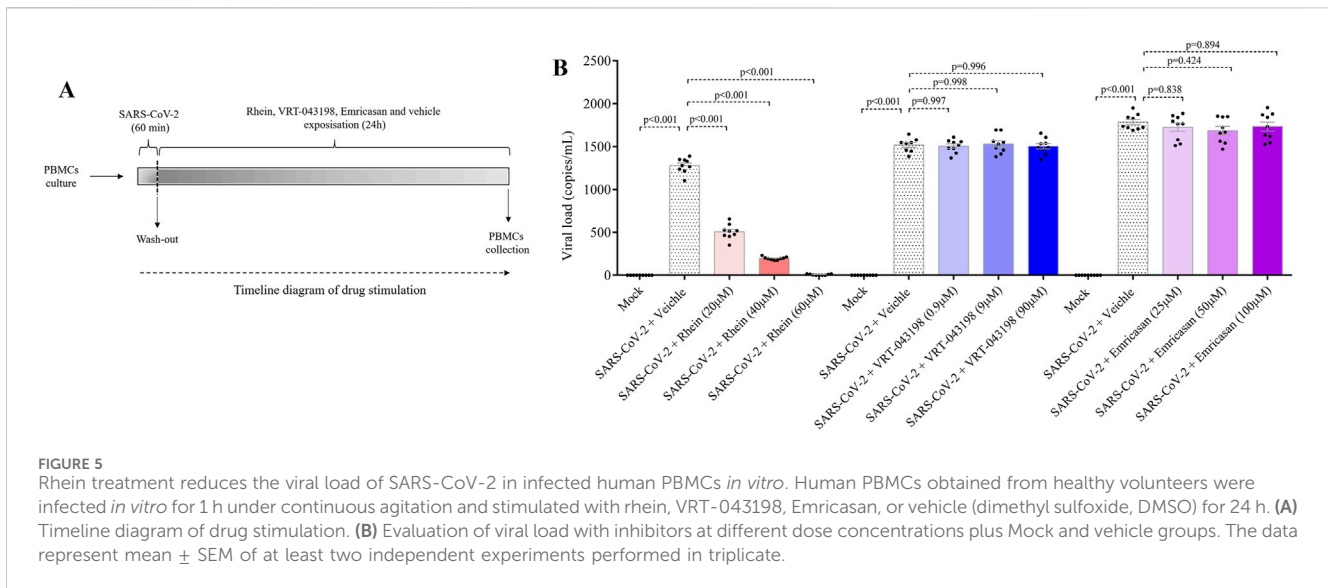 A
SARS-CoV-2
(60 min)
Rhein, VRT-043198, Emricasan and vehicle
exposisation (24h)
PBMCs
culture
Wash-out
PBMCs
collection
Timeline diagram of drug stimulation
B
Viral load (copies/mL)
2500
2000
1500
1000
500
0
p<0.001
p<0.001
p<0.001
p<0.001
p=0.996
p=0.998
p<0.001
p=0.997
p=0.894
p=0.424
p<0.001
p=0.838
Mock
SARS-CoV-2 + Veichle
SARS-CoV-2 + Rhein (20μM)
SARS-CoV-2 + Rhein (40μM)
SARS-CoV-2 + Rhein (60μM)
Mock
SARS-CoV-2 + Veichle
SARS-CoV-2 + VRT-043198 (0.9μM)
SARS-CoV-2 + VRT-043198 (9μM)
SARS-CoV-2 + VRT-043198 (90μM)
Mock
SARS-CoV-2 + Veichle
SARS-CoV-2 + Emricasan (25μM)
SARS-CoV-2 + Emricasan (50μM)
SARS-CoV-2 + Emricasan (100μM)
FIGURE 5
Rhein treatment reduces the viral load of SARS-CoV-2 in infected human PBMCs in vitro. Human PBMCs obtained from healthy volunteers were
infected in vitro for 1 h under continuous agitation and stimulated with rhein, VRT-043198, Emricasan, or vehicle (dimethyl sulfoxide, DMSO) for 24 h. (A)
Timeline diagram of drug stimulation. (B) Evaluation of viral load with inhibitors at different dose concentrations plus Mock and vehicle groups. The data
represent mean ± SEM of at least two independent experiments performed in triplicate.